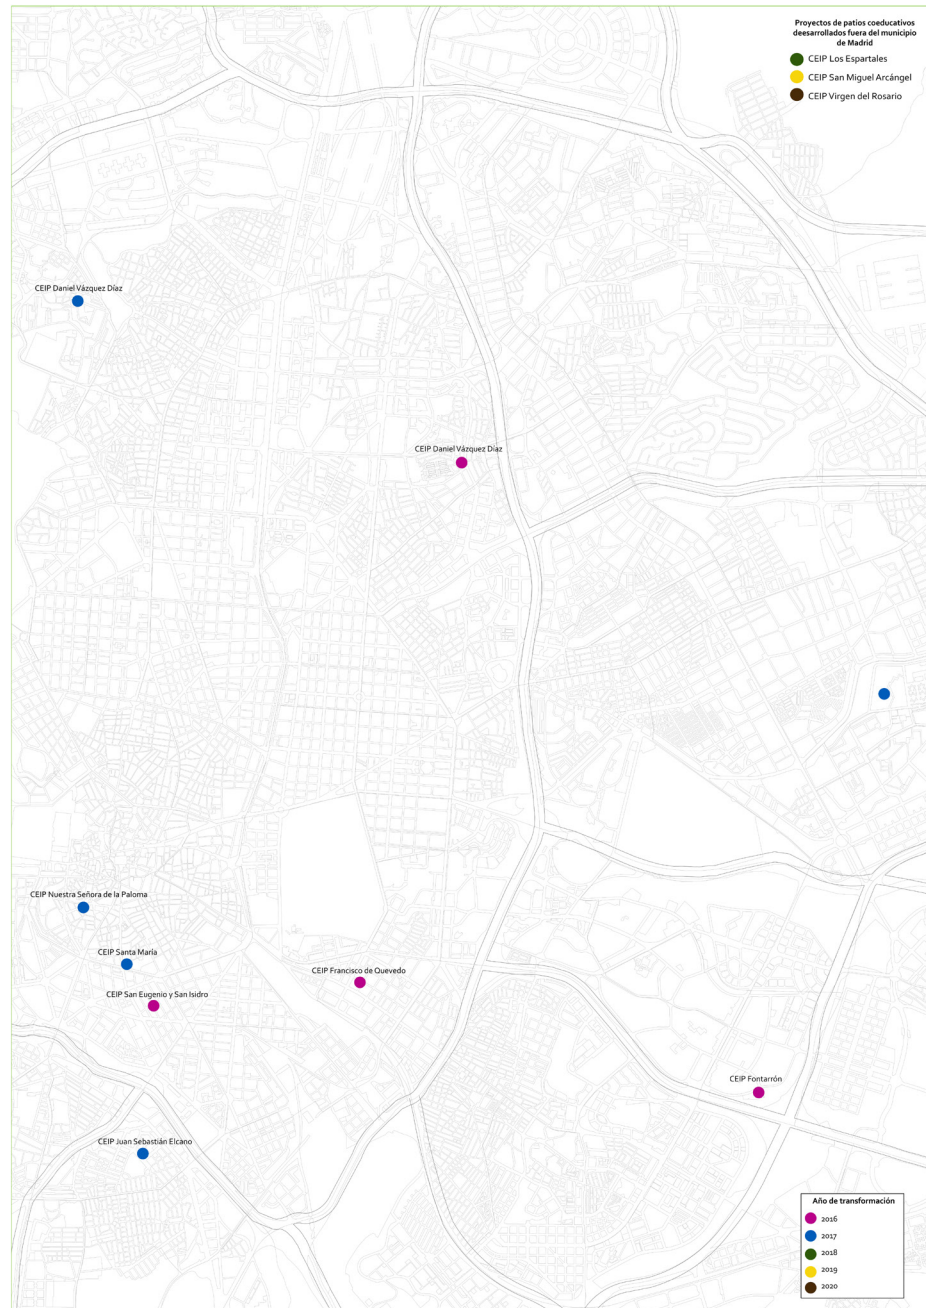 Proyectos de patios coeducativos
deesarrollados fuera del municipio
de Madrid
CEIP Los Espartales
CEIP San Miguel Arcángel
CEIP Virgen del Rosario
CEIP Daniel Vázquez Díaz
CEIP Daniel Vázquez Díaz
CEIP Nuestra Señora de la Paloma
CEIP Santa María
CEIP Francisco de Quevedo
CEIP San Eugenio y San Isidro
CEIP Fontarrón
CEIP Juan Sebastián Elcano
Año de transformación
2016
2017
2018
2019
2020